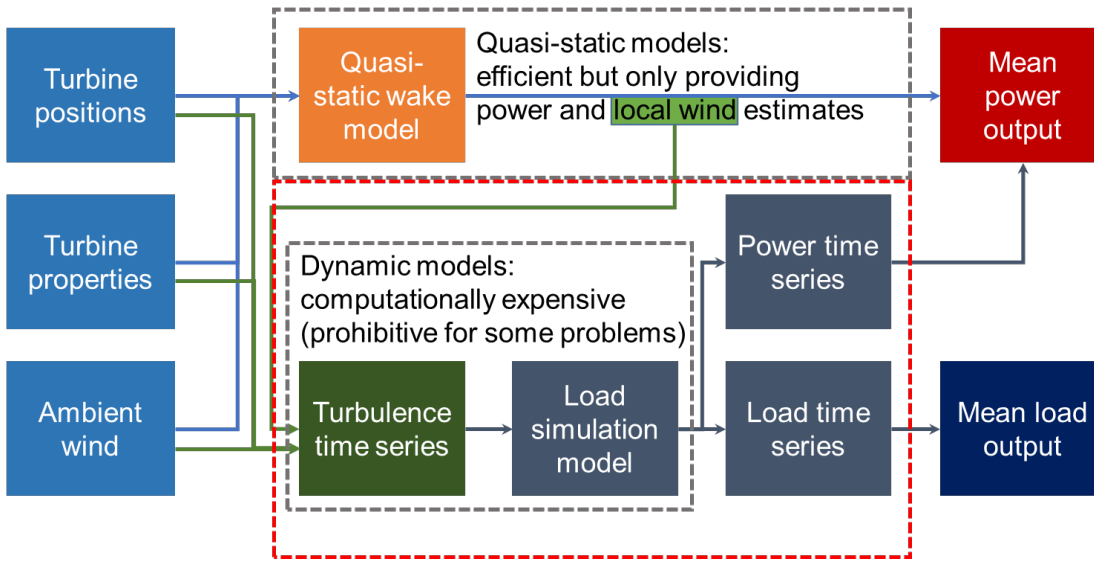 Turbine
positions
Turbine
properties
Ambient
wind
Quasi-
static wake
model
Quasi-static models:
efficient but only providing
power and local wind estimates
Mean
power
output
Dynamic models:
computationally expensive
(prohibitive for some problems)
Turbulence
time series
Load
simulation
model
Power time
series
Load time
series
Mean load
output